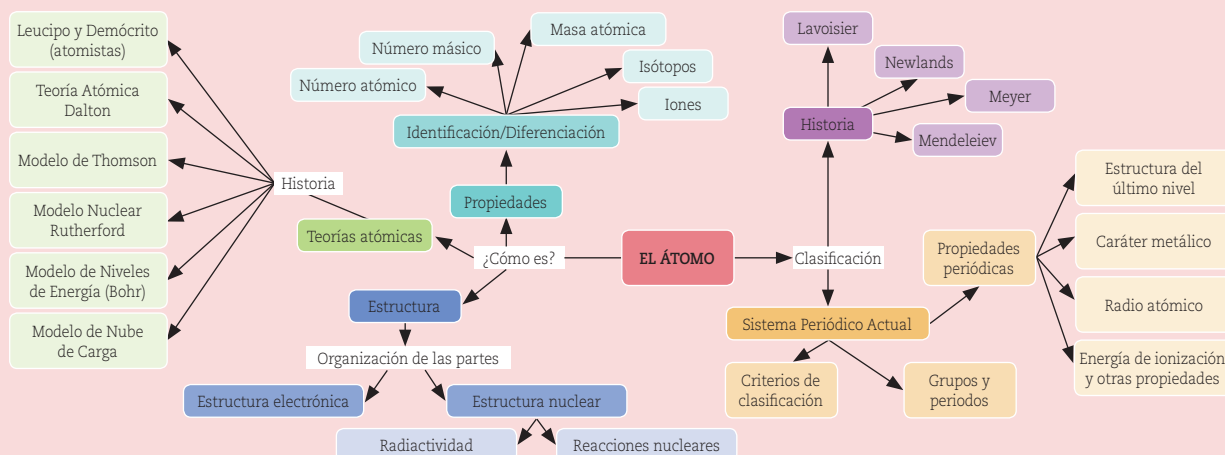 Leucipo y Demócrito
(atomistas)
Teoría Atómica
Dalton
Modelo de Thomson
Modelo Nuclear
Rutherford
Modelo de Niveles
de Energía (Bohr)
Modelo de Nube
de Carga
Historia
Teorías atómicas
Número atómico
Número másico
Masa atómica
Isótopos
Iones
Identificación/Diferenciación
Propiedades
¿Cómo es?
EL ÁTOMO
Estructura
Organización de las partes
Estructura electrónica
Estructura nuclear
Radiactividad
Reacciones nucleares
Lavoisier
Newlands
Meyer
Mendeleiev
Historia
Clasificación
Sistema Periódico Actual
Criterios de
clasificación
Grupos y
periodos
Propiedades
periódicas
Estructura del
último nivel
Caráter metálico
Radio atómico
Energía de ionización
y otras propiedades